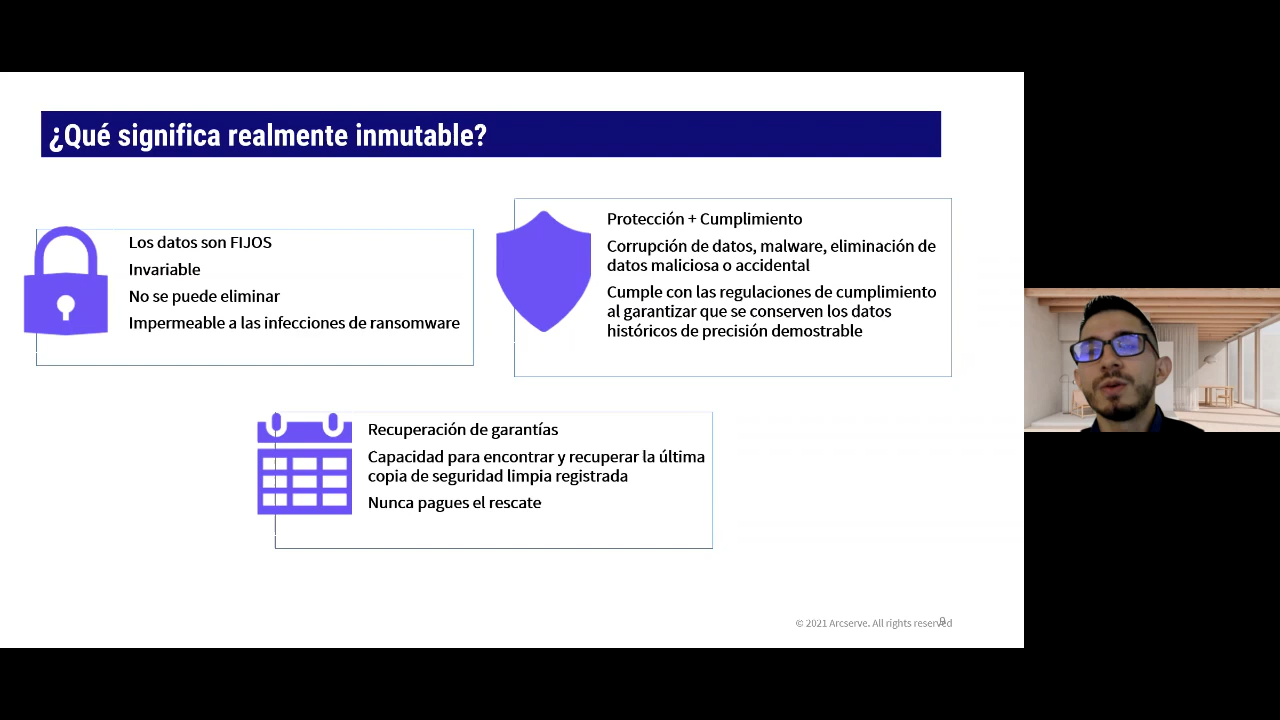 ¿Qué significa realmente inmutable?
Los datos son FIJOS
Invariable
No se puede eliminar
Impermeable a las infecciones de ransomware
Protección + Cumplimiento
Corrupción de datos, malware, eliminación de
datos maliciosa o accidental
Cumple con las regulaciones de cumplimiento
al garantizar que se conserven los datos
históricos de precisión demostrable
Recuperación de garantías
Capacidad para encontrar y recuperar la última
copia de seguridad limpia registrada
Nunca pagues el rescate
© 2021 Arcserve. All rights reserved
9